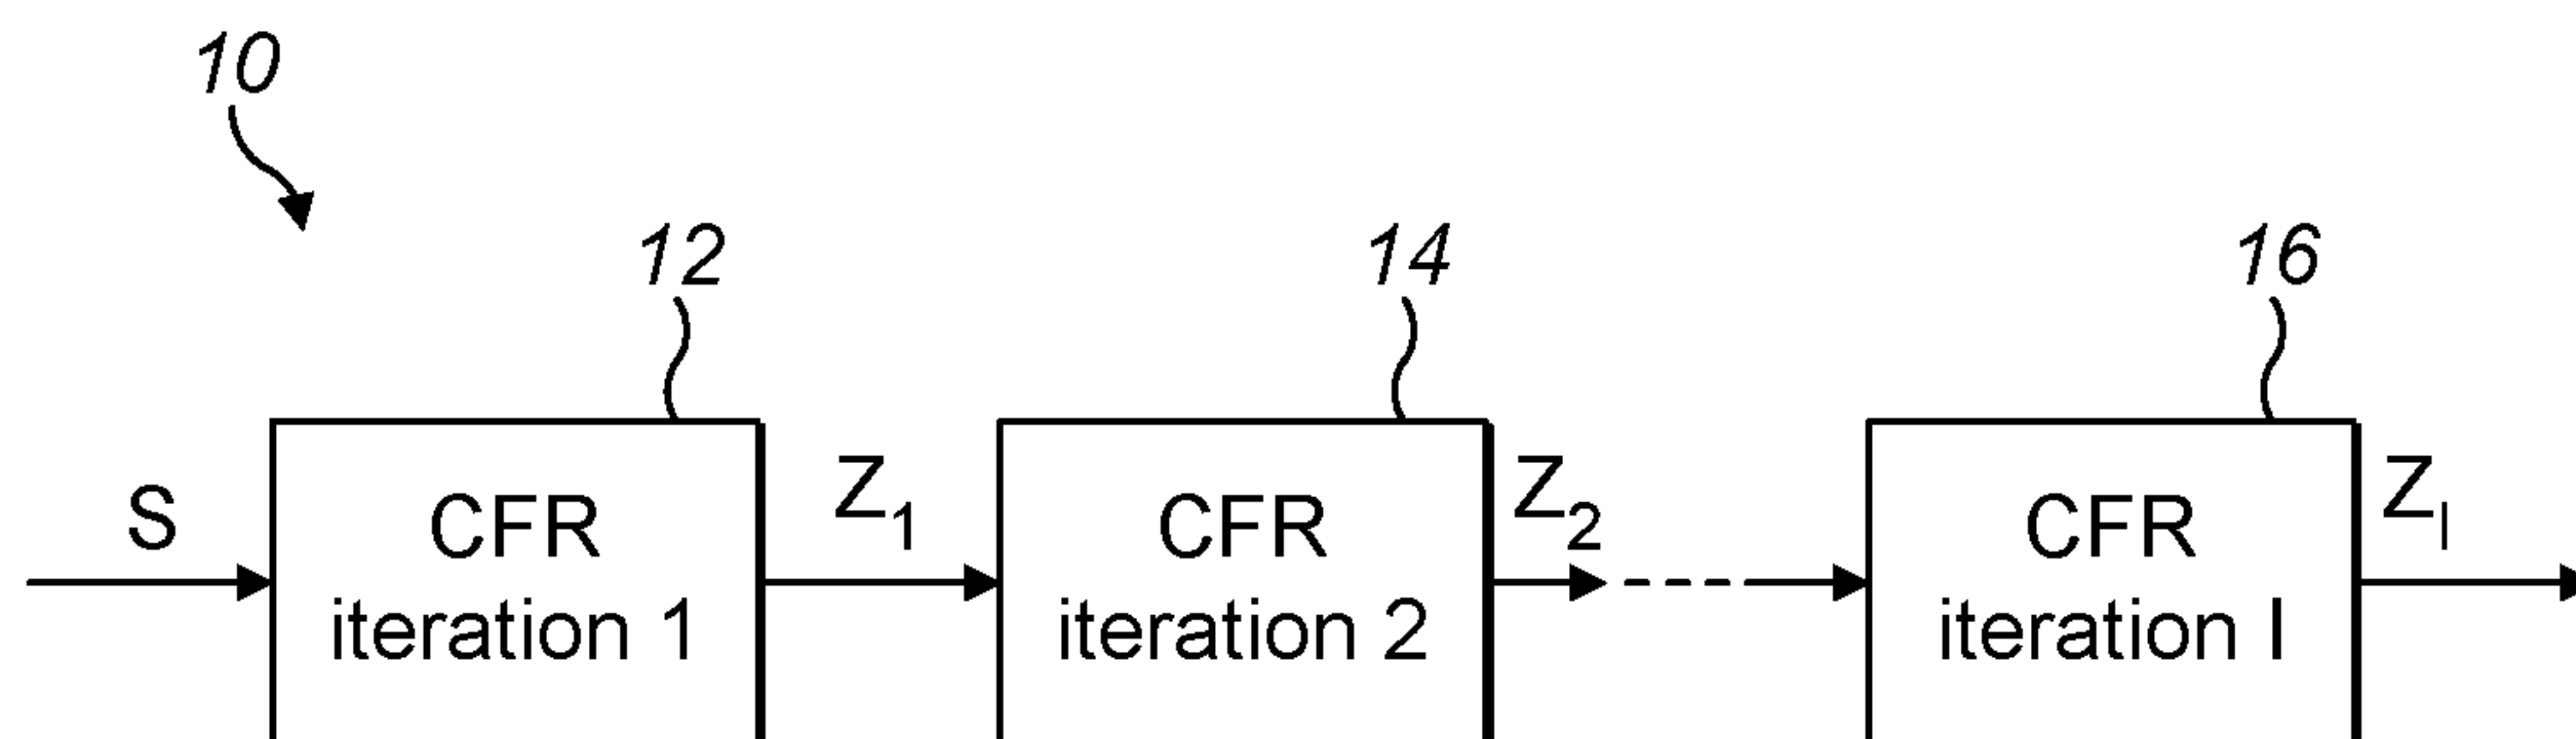 10
12
14
16
S
CFR
iteration 1
Z1
CFR
iteration 2
Z2
CFR
iteration I
ZI